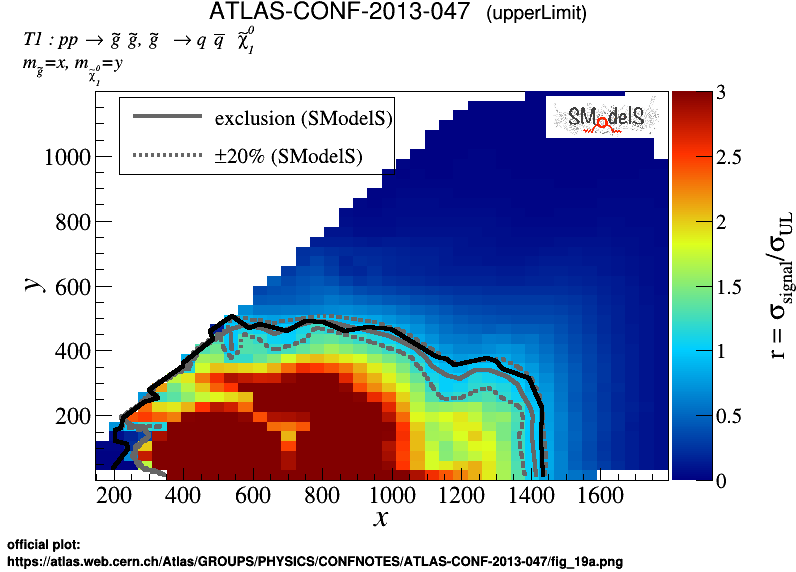 ATLAS-CONF-2013-047 (upperLimit)
T1 : pp → g̃ g̃, g̃ → q q̅ χ̃₁⁰
m_g̃=x, m_χ̃₁⁰=y
exclusion (SModelS)
±20% (SModelS)
SModelS
1000
800
600
400
200
y
200 400 600 800 1000 1200 1400 1600
x
3
2.5
2
1.5
1
0.5
0
r = σ_signal/σ_UL
official plot:
https://atlas.web.cern.ch/Atlas/GROUPS/PHYSICS/CONFNOTES/ATLAS-CONF-2013-047/fig_19a.png